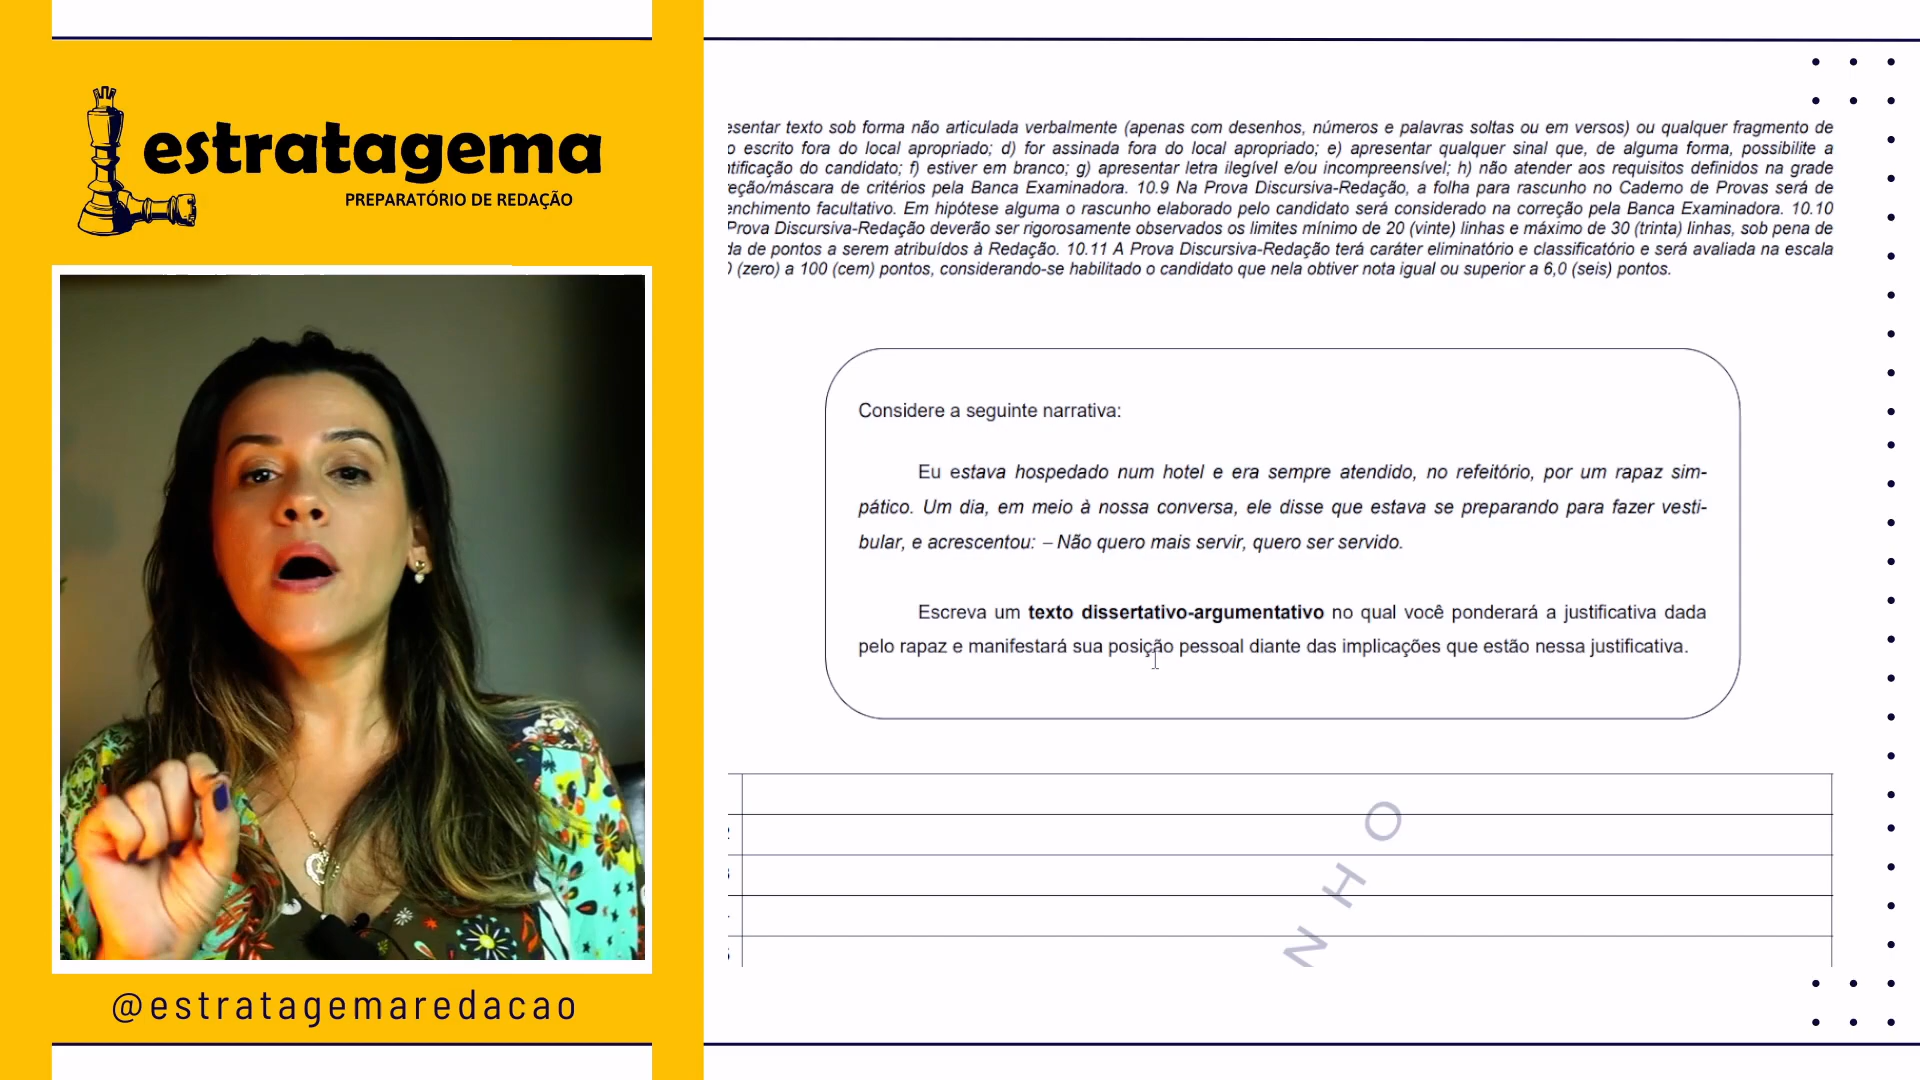 estratagema
PREPARATÓRIO DE REDAÇÃO
@estratagemaredacao
texto sob forma não articulada verbalmente (apenas com desenhos, números e palavras soltas ou em versos) ou qualquer fragmento de
o escrito fora do local apropriado; d) for assinada fora do local apropriado; e) apresentar qualquer sinal que, de alguma forma, possibilite a
do candidato; f) estiver em branco; g) apresentar letra ilegível e/ou incompreensível; h) não atender aos requisitos definidos na grade
reção/máscara de critérios pela Banca Examinadora. 10.9 Na Prova Discursiva-Redação, a folha para rascunho no Caderno de Provas será de
enchimento facultativo. Em hipótese alguma o rascunho elaborado pelo candidato será considerado na correção pela Banca Examinadora. 10.10
Prova Discursiva-Redação deverão ser rigorosamente observados os limites mínimo de 20 (vinte) linhas e máximo de 30 (trinta) linhas, sob pena de
da de pontos a serem atribuídos à Redação. 10.11 A Prova Discursiva-Redação terá caráter eliminatório e classificatório e será avaliada na escala
(zero) a 100 (cem) pontos, considerando-se habilitado o candidato que nela obtiver nota igual ou superior a 6,0 (seis) pontos.
Considere a seguinte narrativa:
Eu estava hospedado num hotel e era sempre atendido, no refeitório, por um rapaz sim-
pático. Um dia, em meio à nossa conversa, ele disse que estava se preparando para fazer vesti-
bular, e acrescentou: – Não quero mais servir, quero ser servido.
Escreva um texto dissertativo-argumentativo no qual você ponderará a justificativa dada
pelo rapaz e manifestará sua posição pessoal diante das implicações que estão nessa justificativa.
N H O